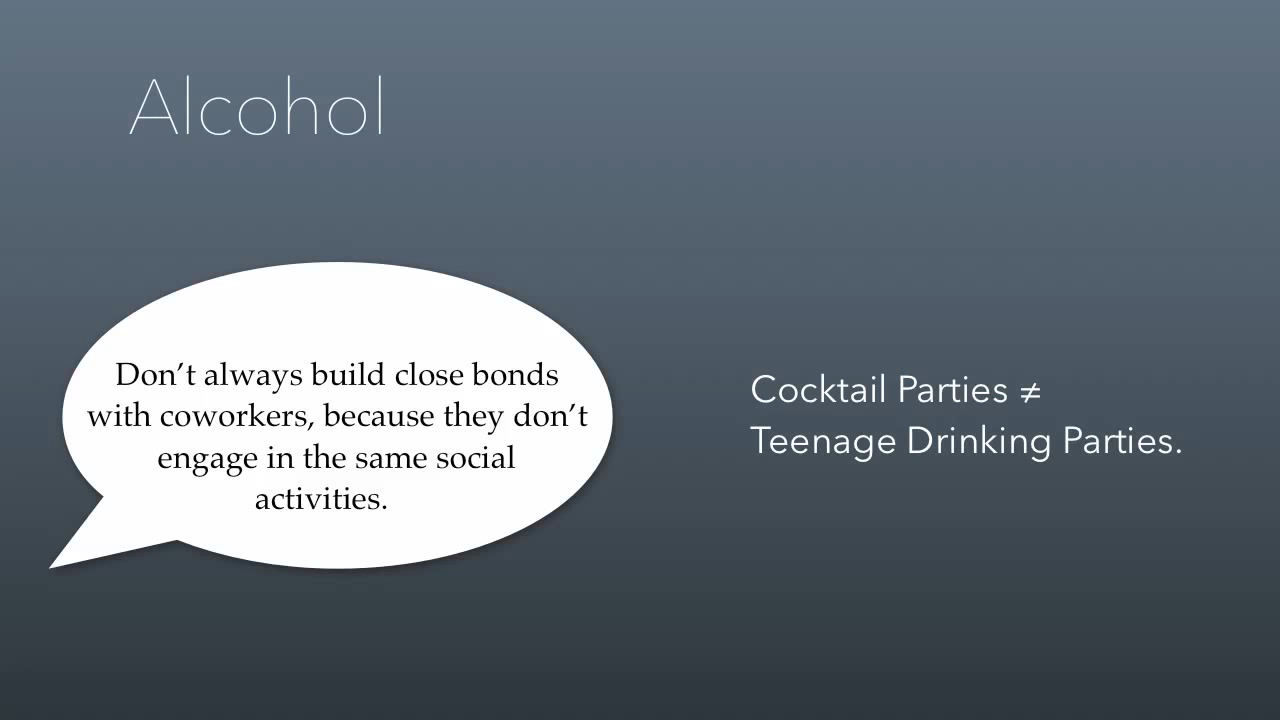 Alcohol
Don’t always build close bonds
with coworkers, because they don’t
engage in the same social
activities.
Cocktail Parties ≠
Teenage Drinking Parties.